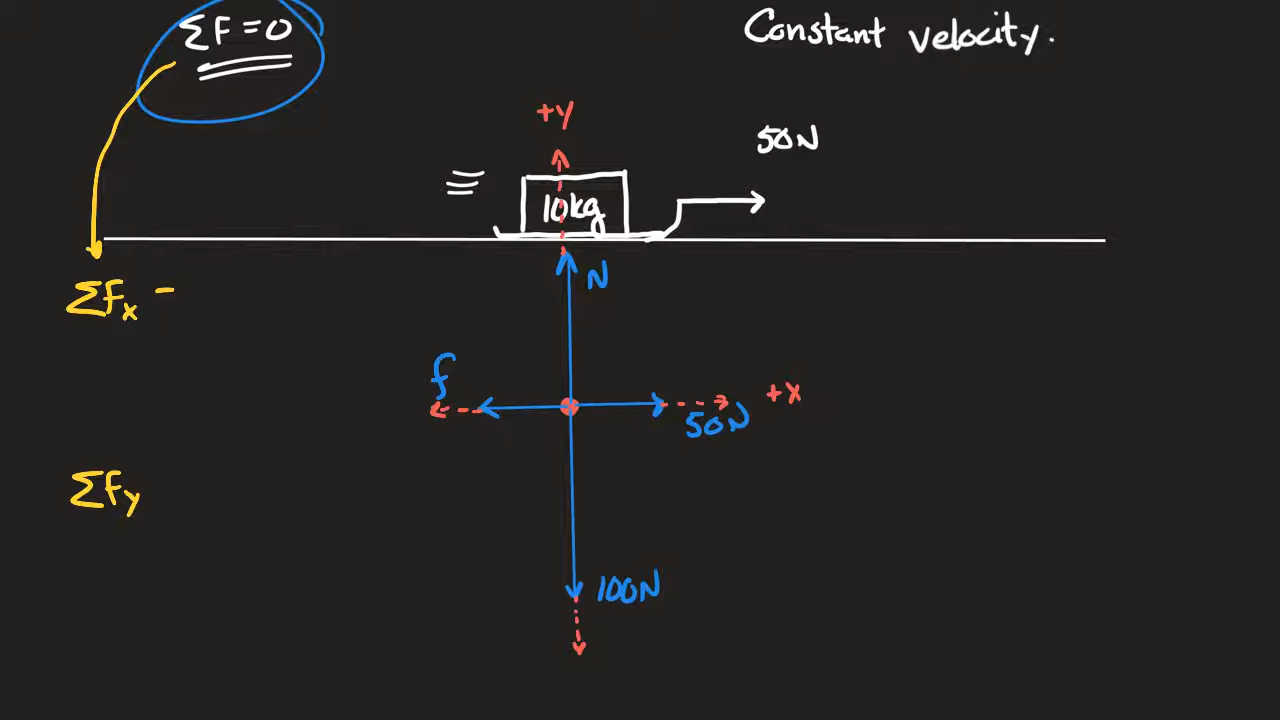 ΣF = 0
Constant velocity.
+y
50N
10kg
N
ΣFx =
f
+x
50N
ΣFy
100N